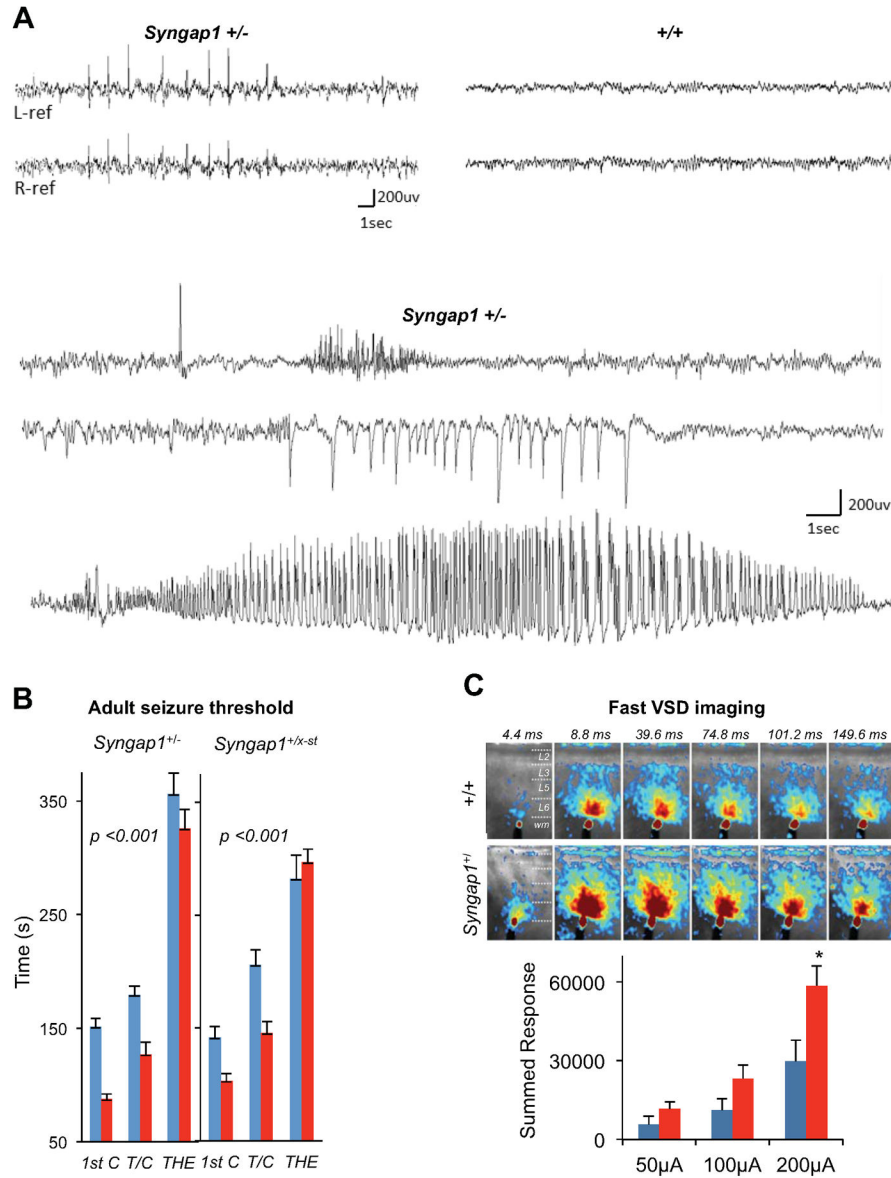 A
Syngap1 +/-
+/+
L-ref
R-ref
200uv
1sec
Syngap1 +/-
200uv
1sec
B
Adult seizure threshold
Syngap1+/-
Syngap1+/x-st
350
250
150
50
Time (s)
p <0.001
p <0.001
1st C T/C THE 1st C T/C THE
C
Fast VSD imaging
4.4 ms 8.8 ms 39.6 ms 74.8 ms 101.2 ms 149.6 ms
+/+
L2
L3
L5
L6
wm
Syngap1+/
Summed Response
60000
30000
0
*
50µA 100µA 200µA